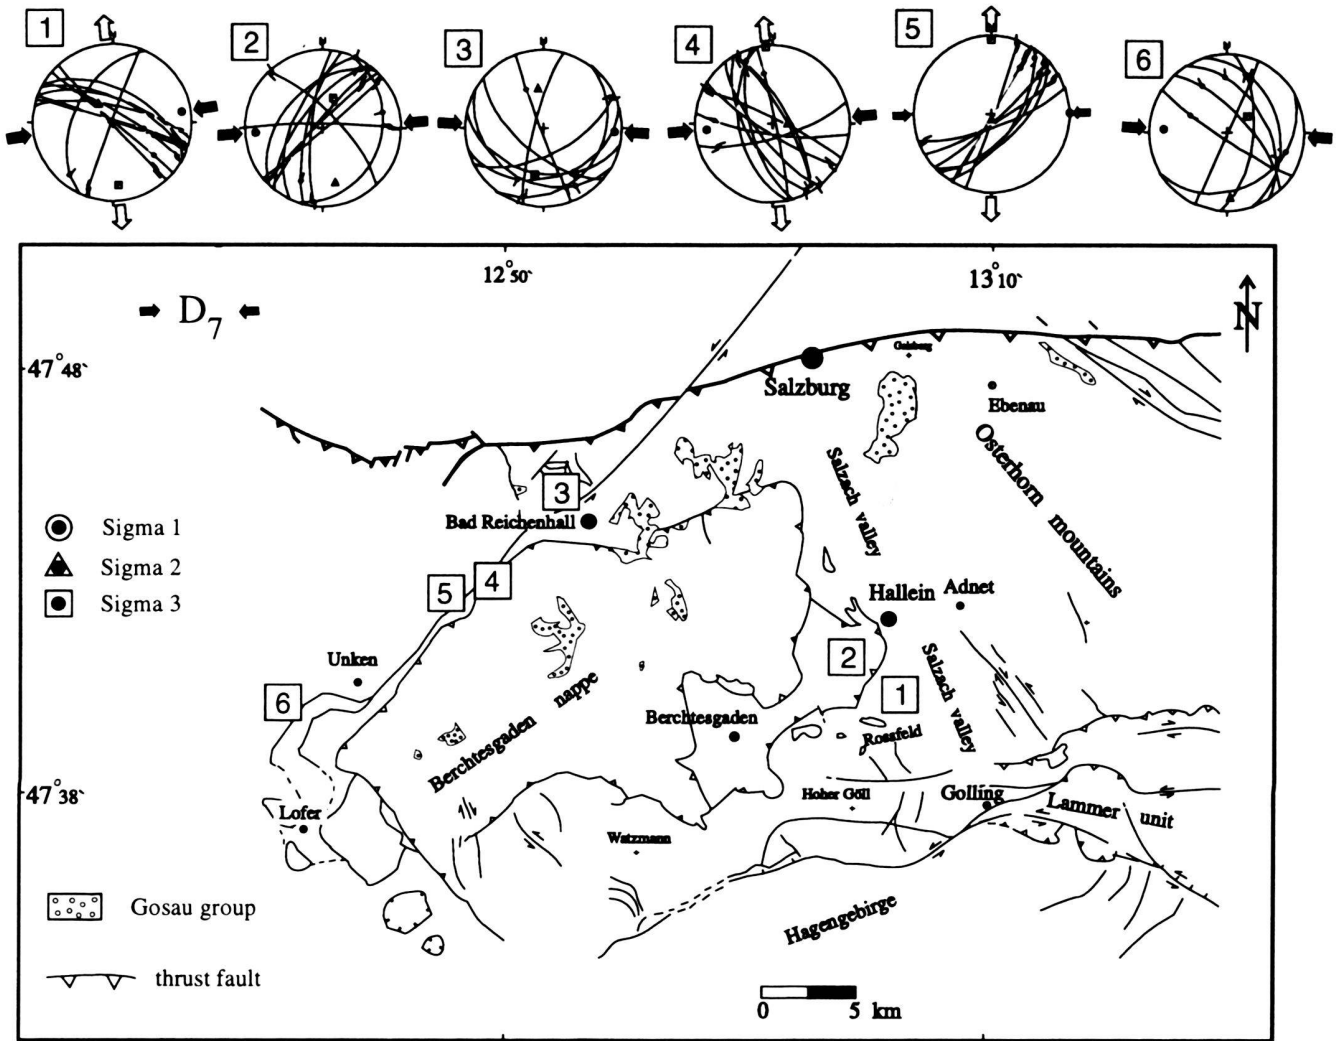 1
2
3
4
5
6
12°50`
13°10`
D7
N
47°48`
Gaisberg
Salzburg
Ebenau
Salzach valley
Osterhorn mountains
3
Bad Reichenhall
Sigma 1
Sigma 2
Sigma 3
5
4
Hallein
Adnet
Unken
2
6
1
Salzach valley
Berchtesgaden nappe
Berchtesgaden
Rossfeld
47°38`
Lofer
Hoher Göll
Golling
Lammer unit
Watzmann
Gosau group
Hagengebirge
thrust fault
0 5 km